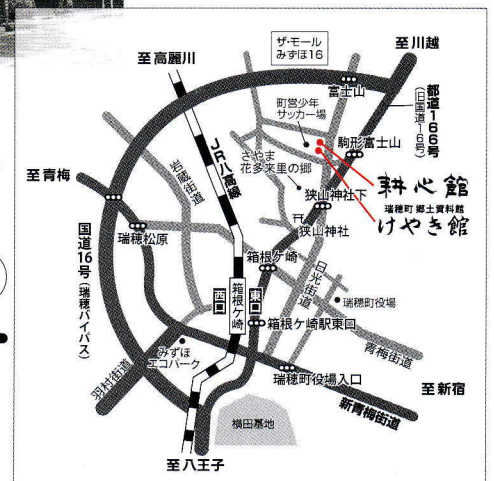 ザ・モール
みずほ16
至川越
至高麗川
富士山
都道166号
(旧国道16号)
町営少年
サッカー場
駒形富士山
JR八高線
さやま
花多来里の郷
岩蔵街道
至青梅
狭山神社下
耕心館
瑞穂町郷土資料館
けやき館
狭山神社
瑞穂松原
国道16号(瑞穂バイパス)
箱根ケ崎
日光街道
西口
箱根ケ崎
東口
瑞穂町役場
箱根ケ崎駅東口
青梅街道
みずほ
エコパーク
羽村街道
瑞穂町役場入口
至新宿
新青梅街道
横田基地
至八王子